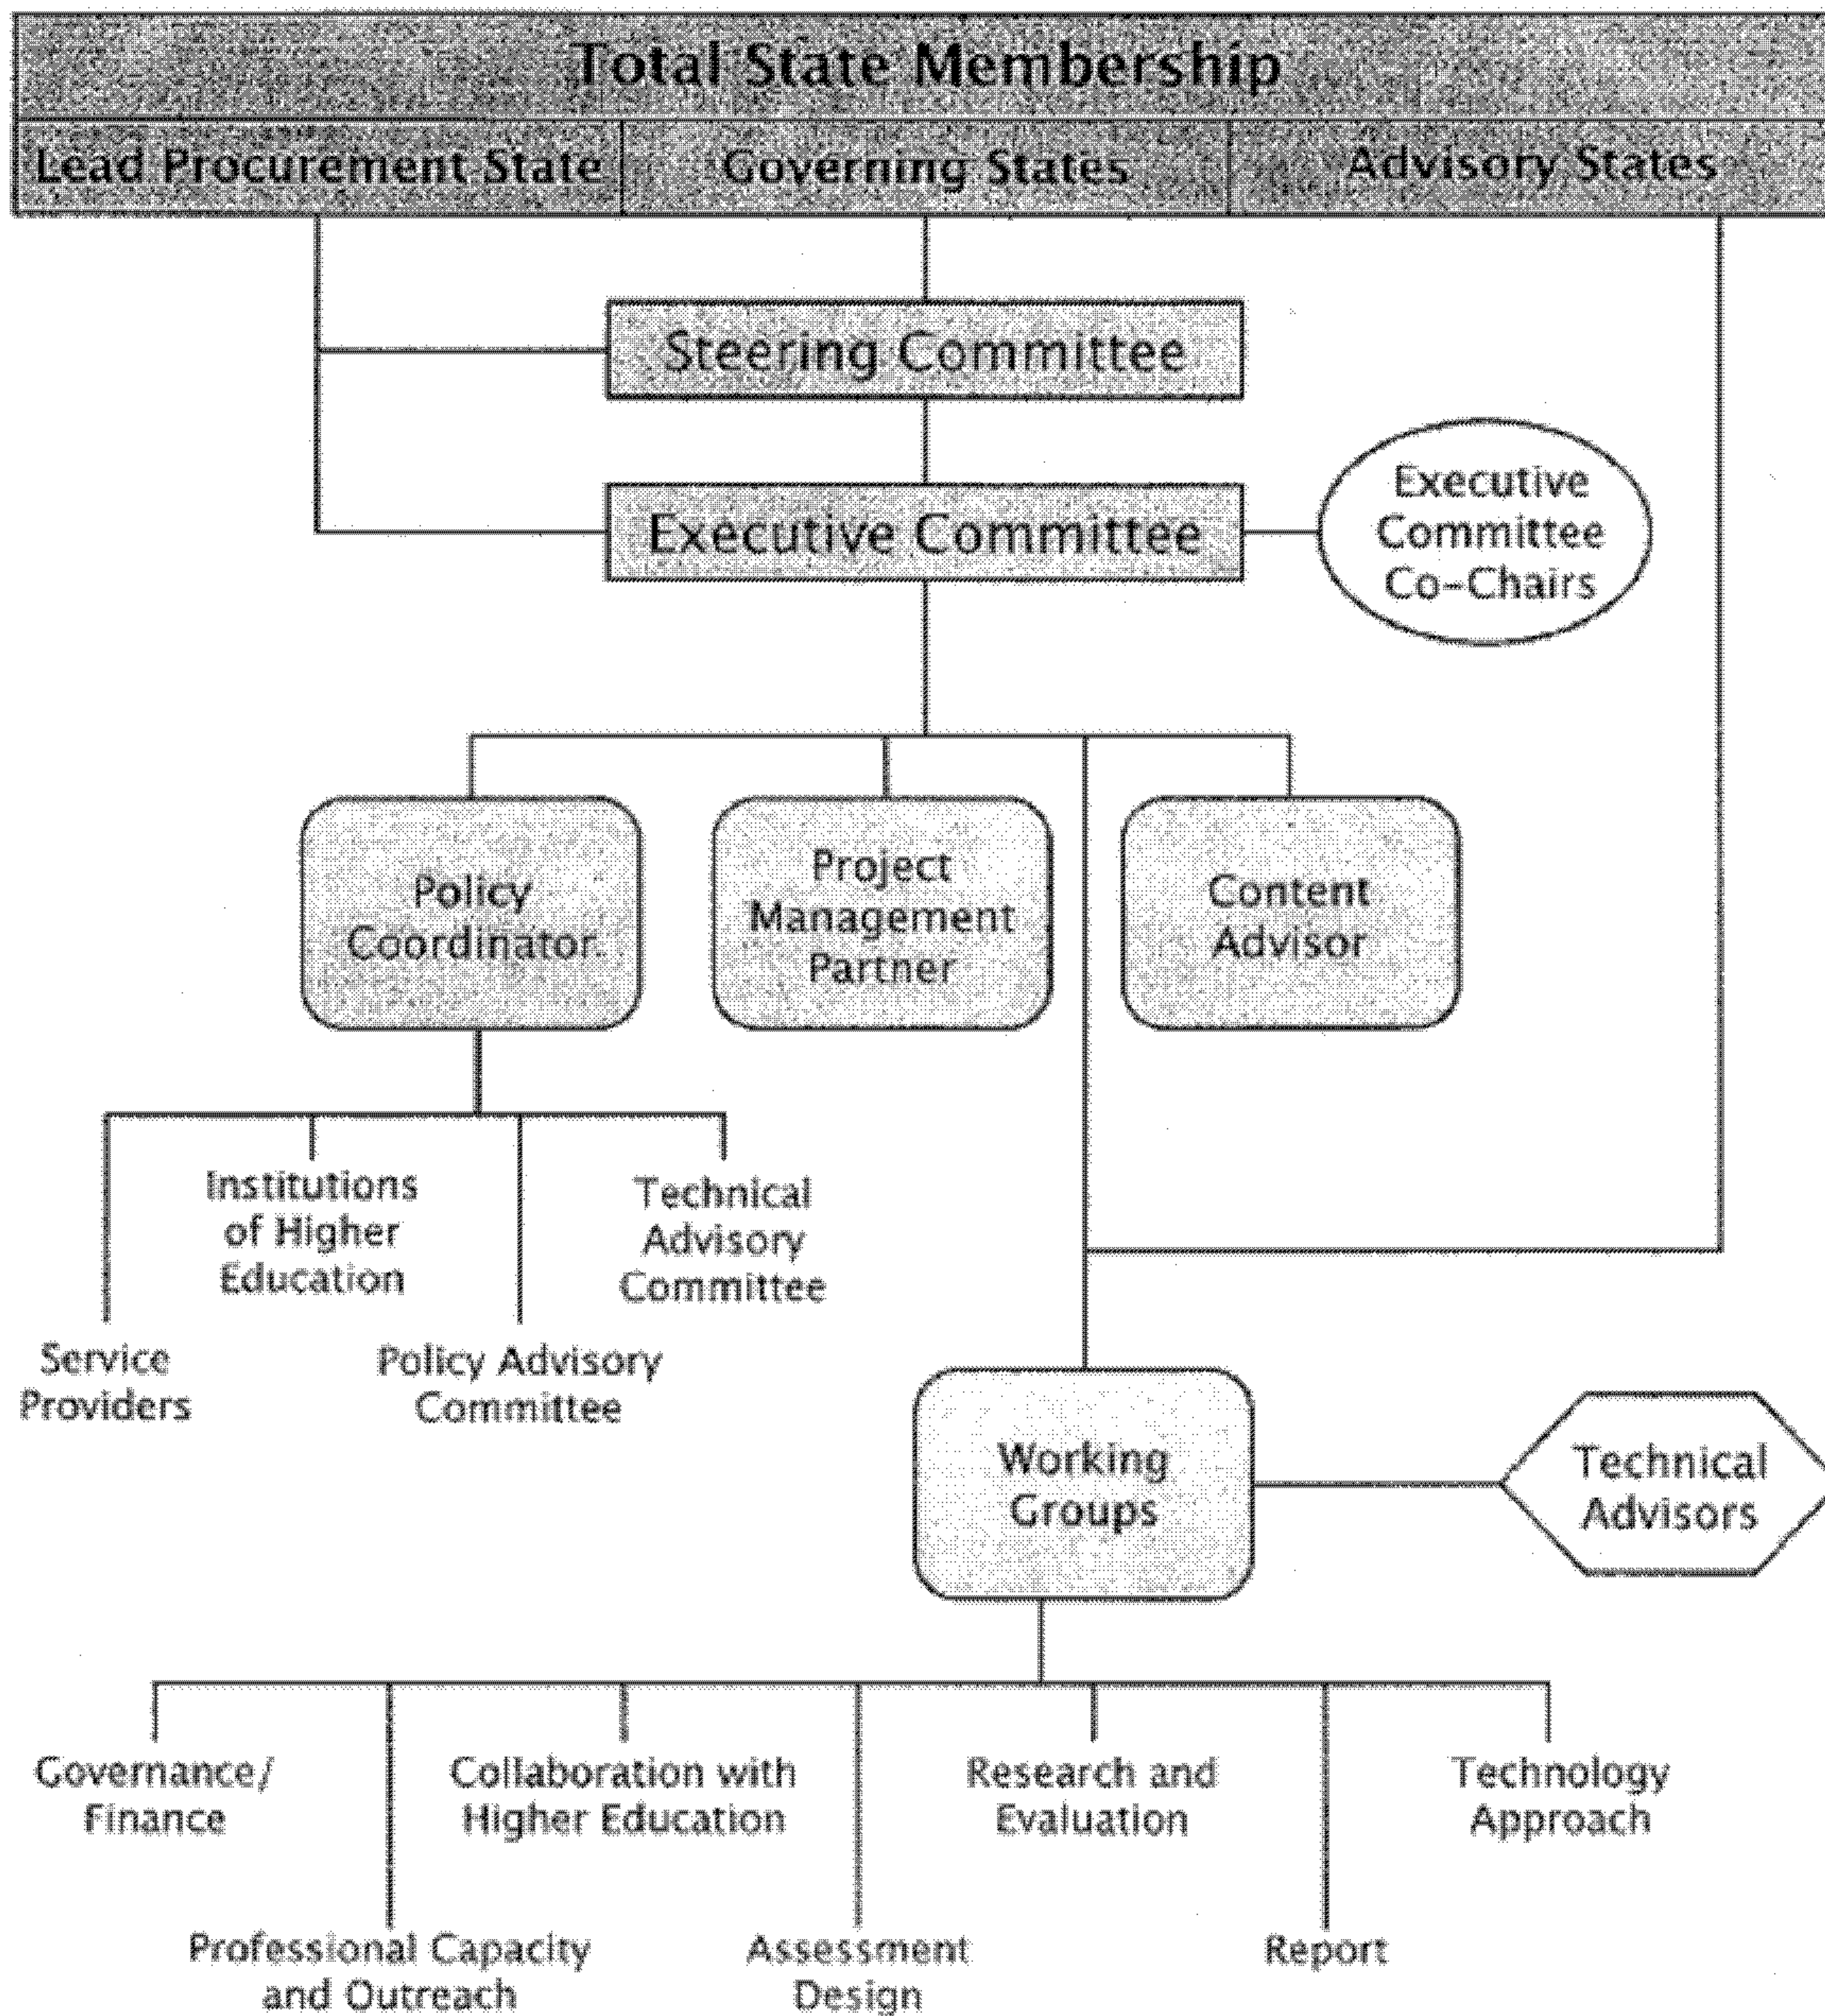 Total State Membership
Lead Procurement State
Governing States
Advisory States
Steering Committee
Executive Committee
Executive
Committee
Co-Chairs
Policy
Coordinator
Project
Management
Partner
Content
Advisor
Institutions
of Higher
Education
Technical
Advisory
Committee
Service
Providers
Policy Advisory
Committee
Working
Groups
Technical
Advisors
Governance/
Finance
Collaboration with
Higher Education
Research and
Evaluation
Technology
Approach
Professional Capacity
and Outreach
Assessment
Design
Report